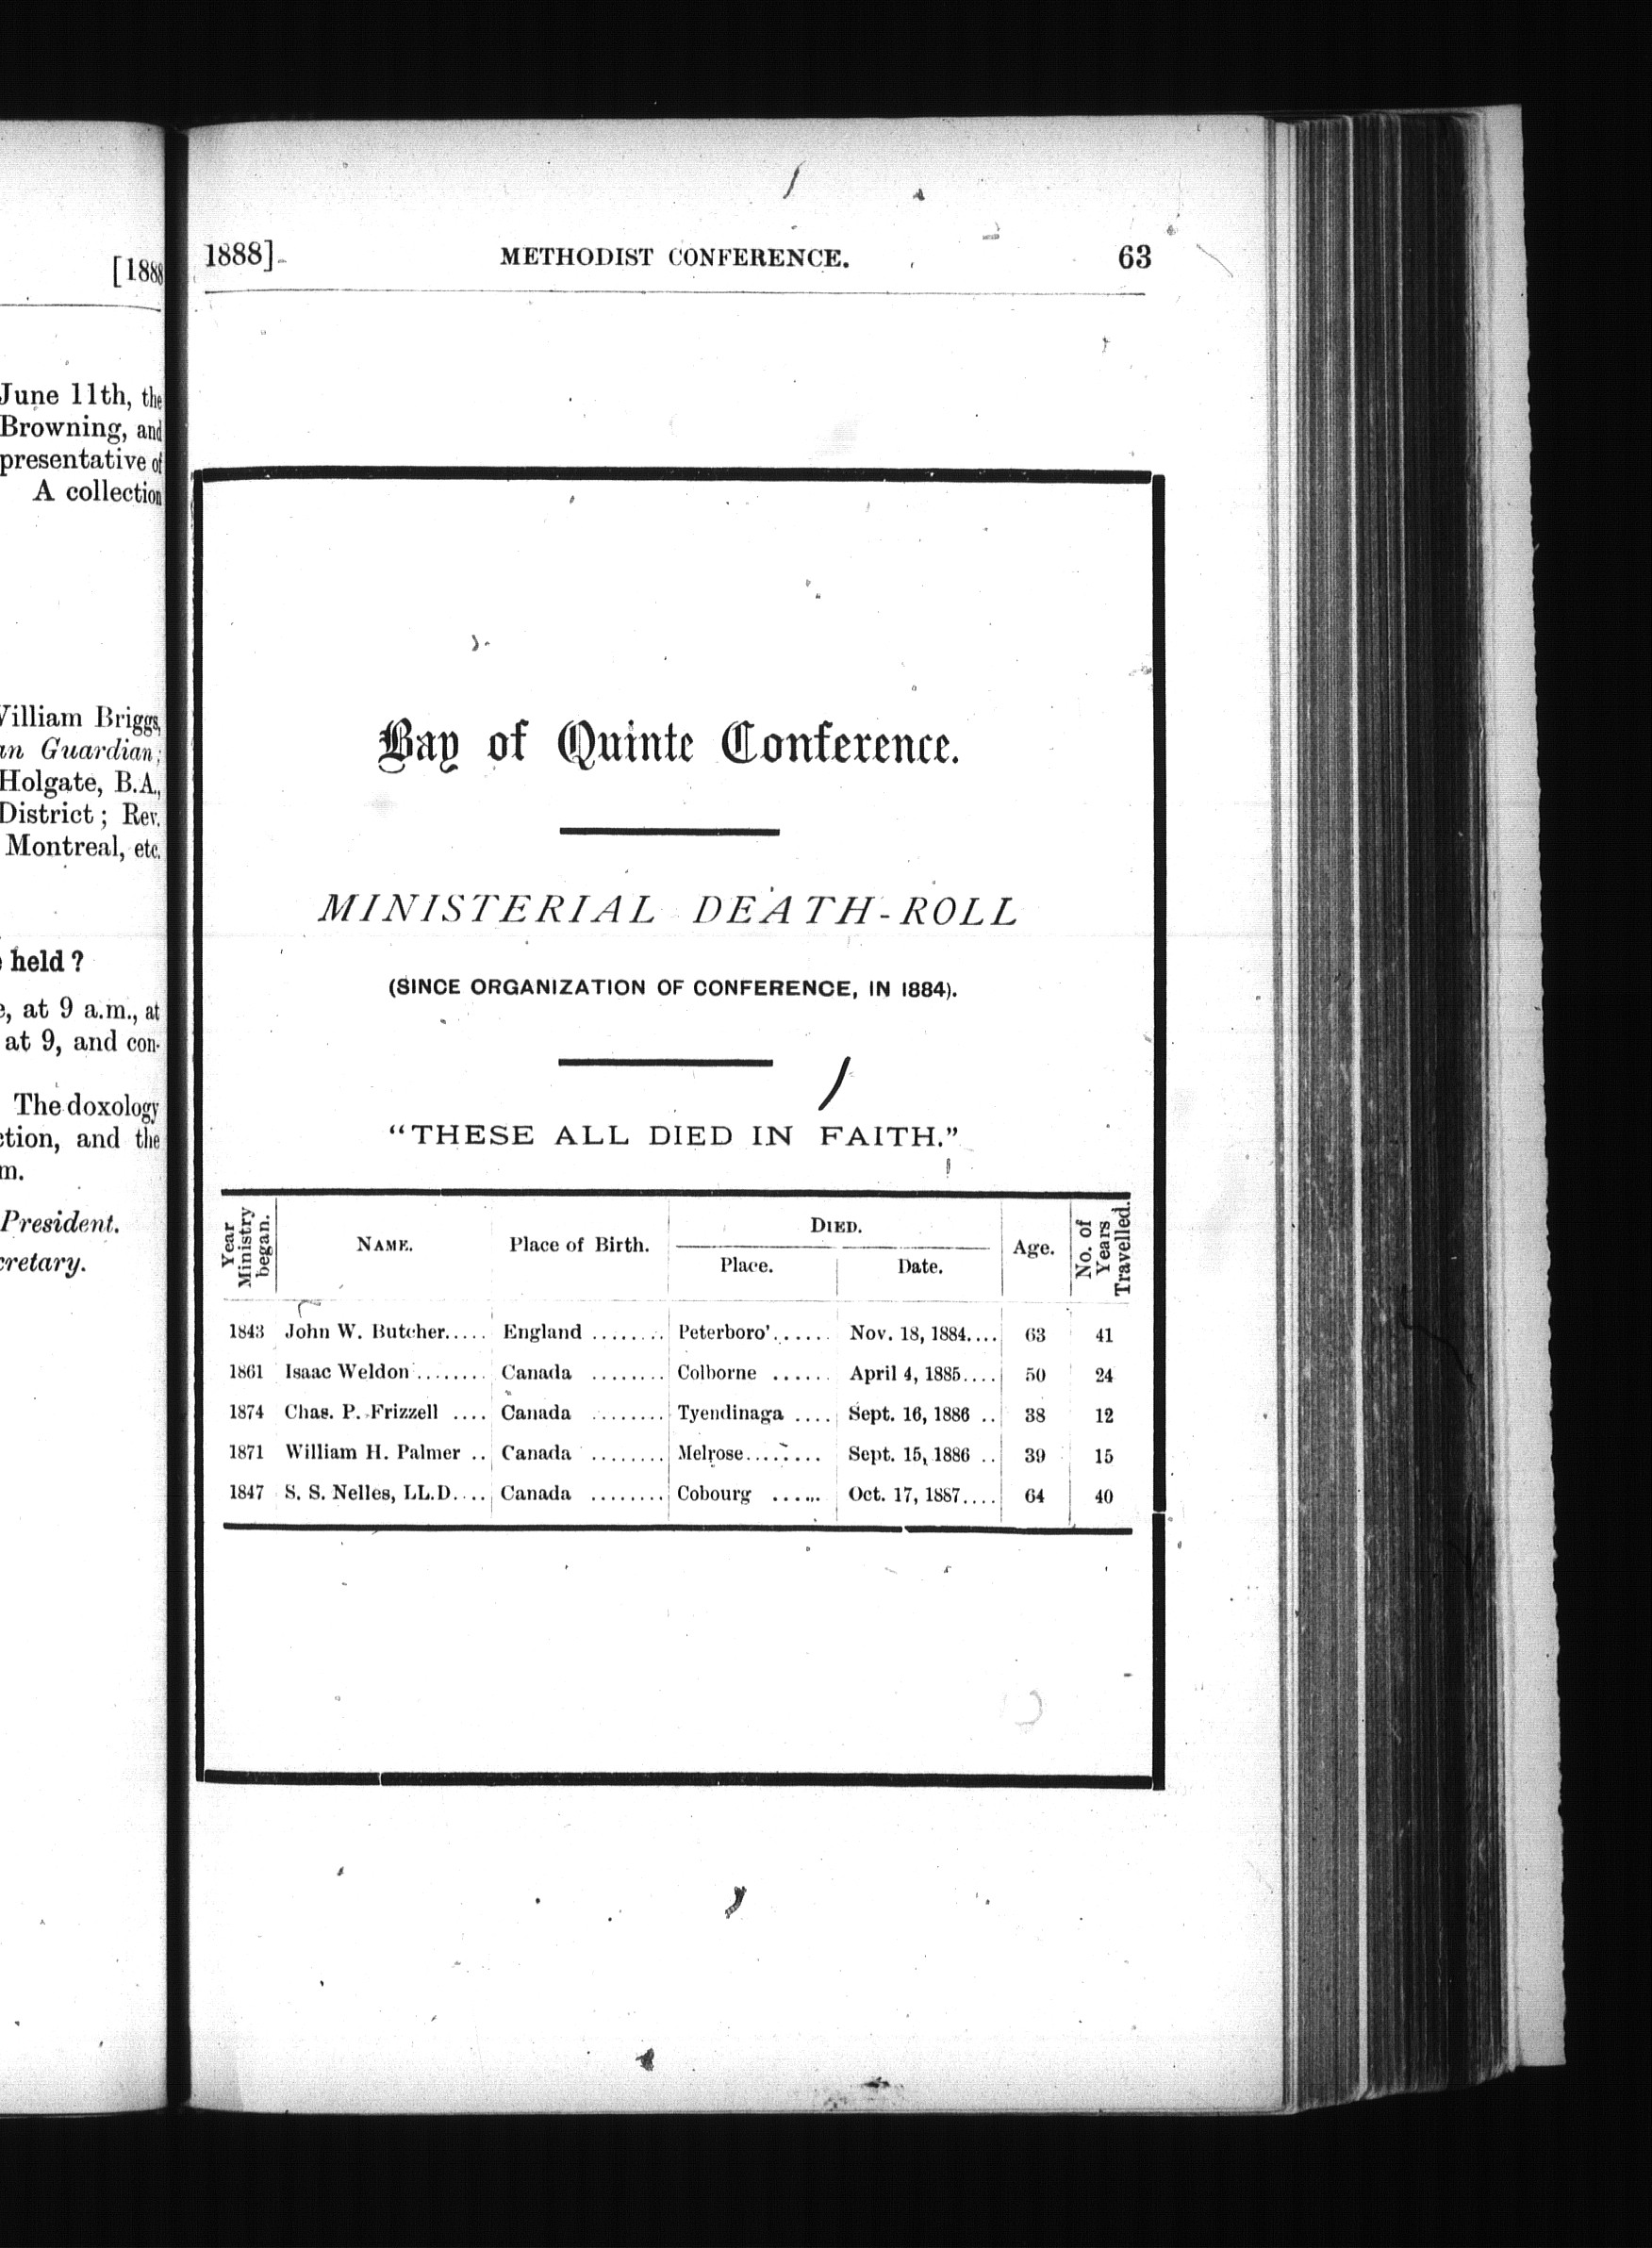 [1888
June 11th, the
Browning, and
presentative of
A collection
William Briggs,
an Guardian;
Holgate, B.A.,
District; Rev.
Montreal, etc.
held?
at 9 a.m., at
at 9, and con-
The doxology
ction, and the
m.
President.
cretary.
1888]
METHODIST CONFERENCE.
63
Bay of Quinte Conference.
MINISTERIAL DEATH-ROLL
(SINCE ORGANIZATION OF CONFERENCE, IN 1884).
"THESE ALL DIED IN FAITH."
Year Ministry began. NAME. Place of Birth. DIED. Place. Date. Age. No. of Years Travelled.
1843 John W. Butcher..... England ........ Peterboro'...... Nov. 18, 1884.... 63 41
1861 Isaac Weldon ........ Canada ........ Colborne ...... April 4, 1885.... 50 24
1874 Chas. P. Frizzell .... Canada ........ Tyendinaga .... Sept. 16, 1886 .. 38 12
1871 William H. Palmer .. Canada ........ Melrose........ Sept. 15, 1886 .. 39 15
1847 S. S. Nelles, LL.D.... Canada ........ Cobourg ...... Oct. 17, 1887.... 64 40